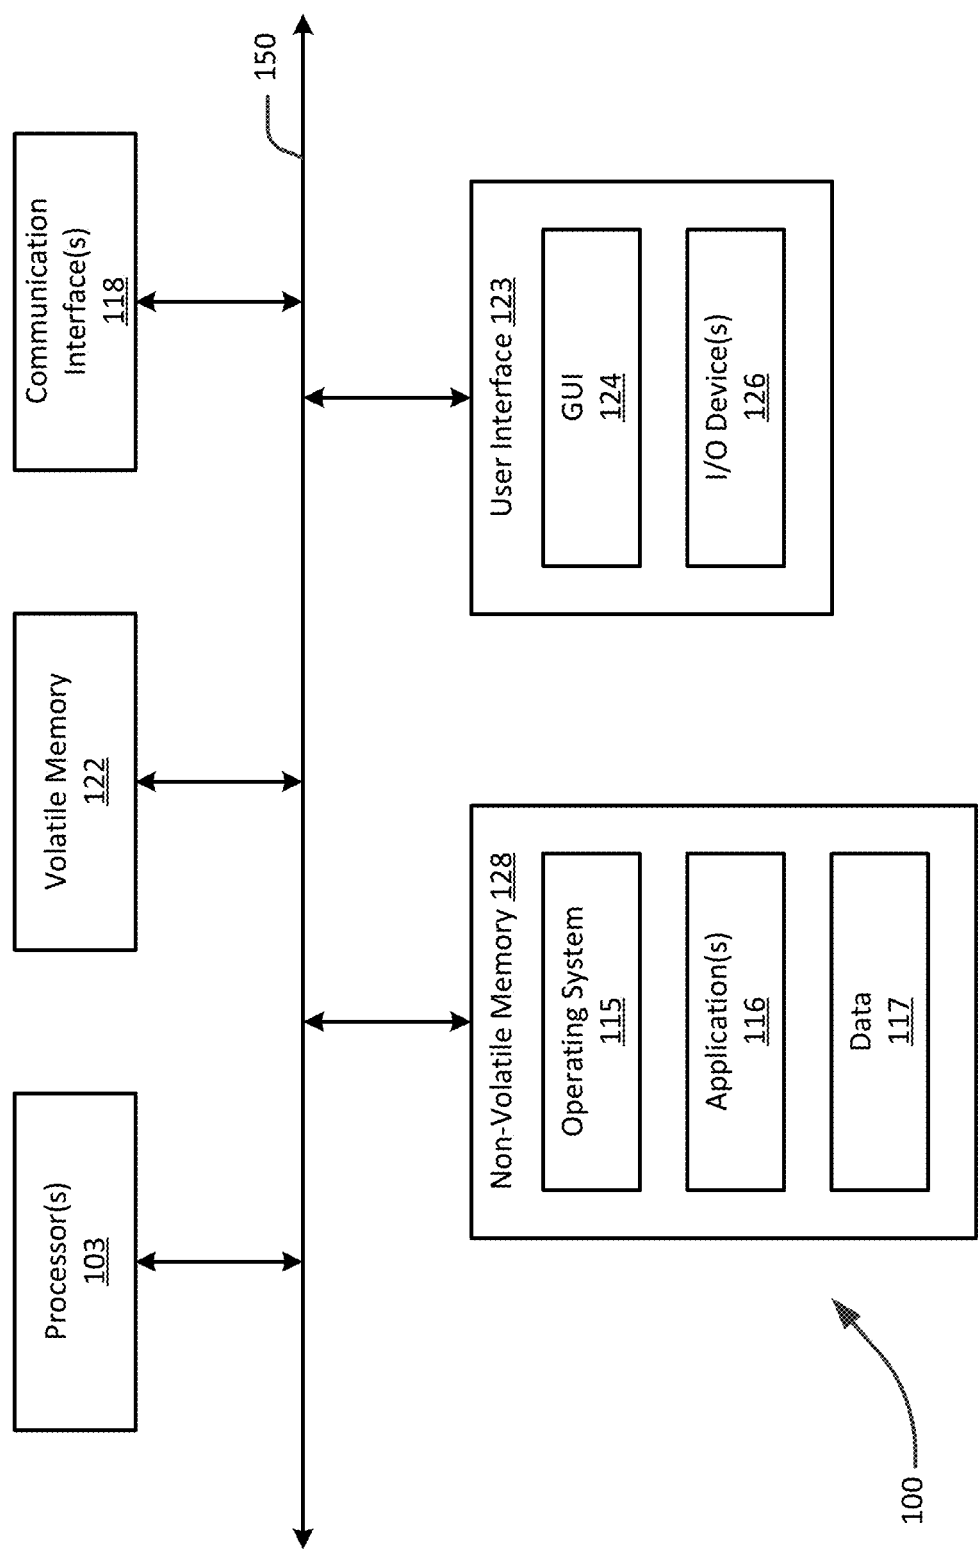 Processor(s)
103
Volatile Memory
122
Communication
Interface(s)
118
150
Non-Volatile Memory 128
Operating System
115
Application(s)
116
Data
117
User Interface 123
GUI
124
I/O Device(s)
126
100